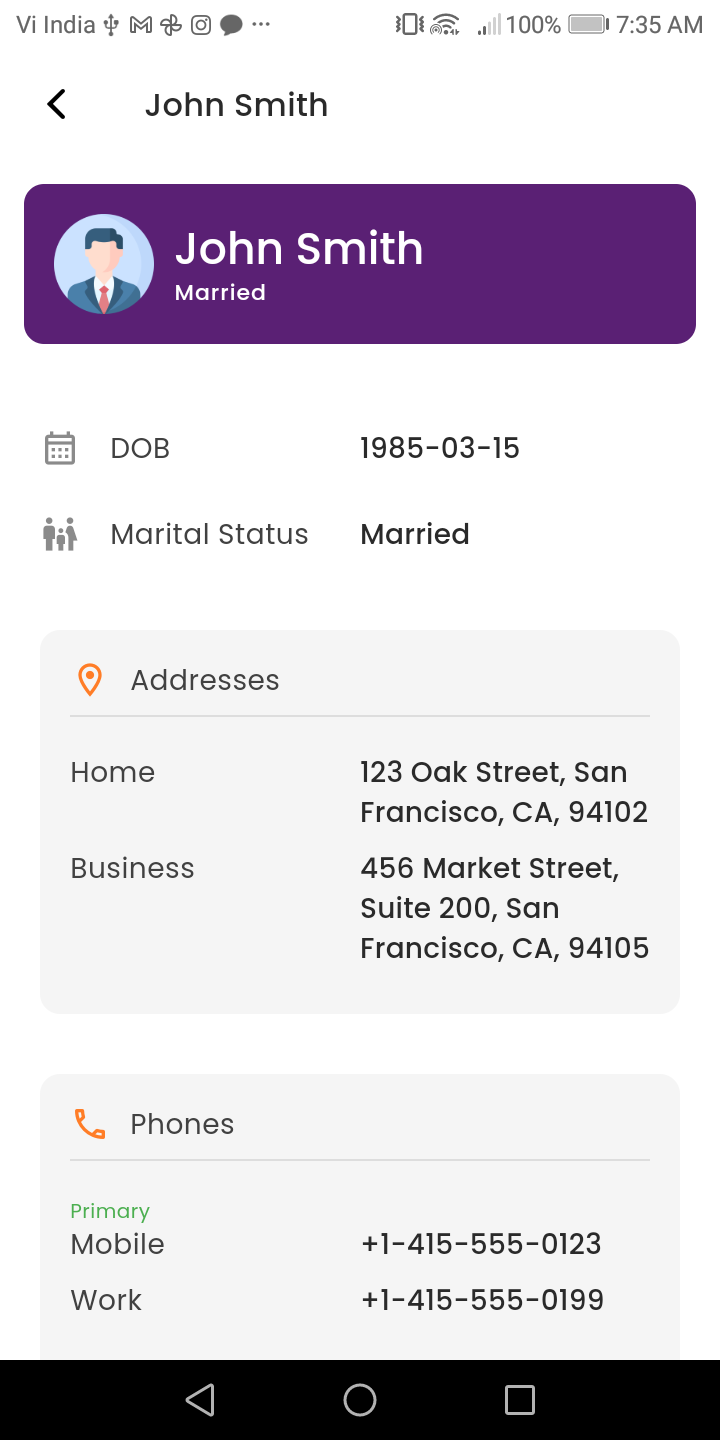 Vi India 100% 7:35 AM
John Smith
John Smith
Married
DOB 1985-03-15
Marital Status Married
Addresses
Home 123 Oak Street, San
Francisco, CA, 94102
Business 456 Market Street,
Suite 200, San
Francisco, CA, 94105
Phones
Primary
Mobile +1-415-555-0123
Work +1-415-555-0199